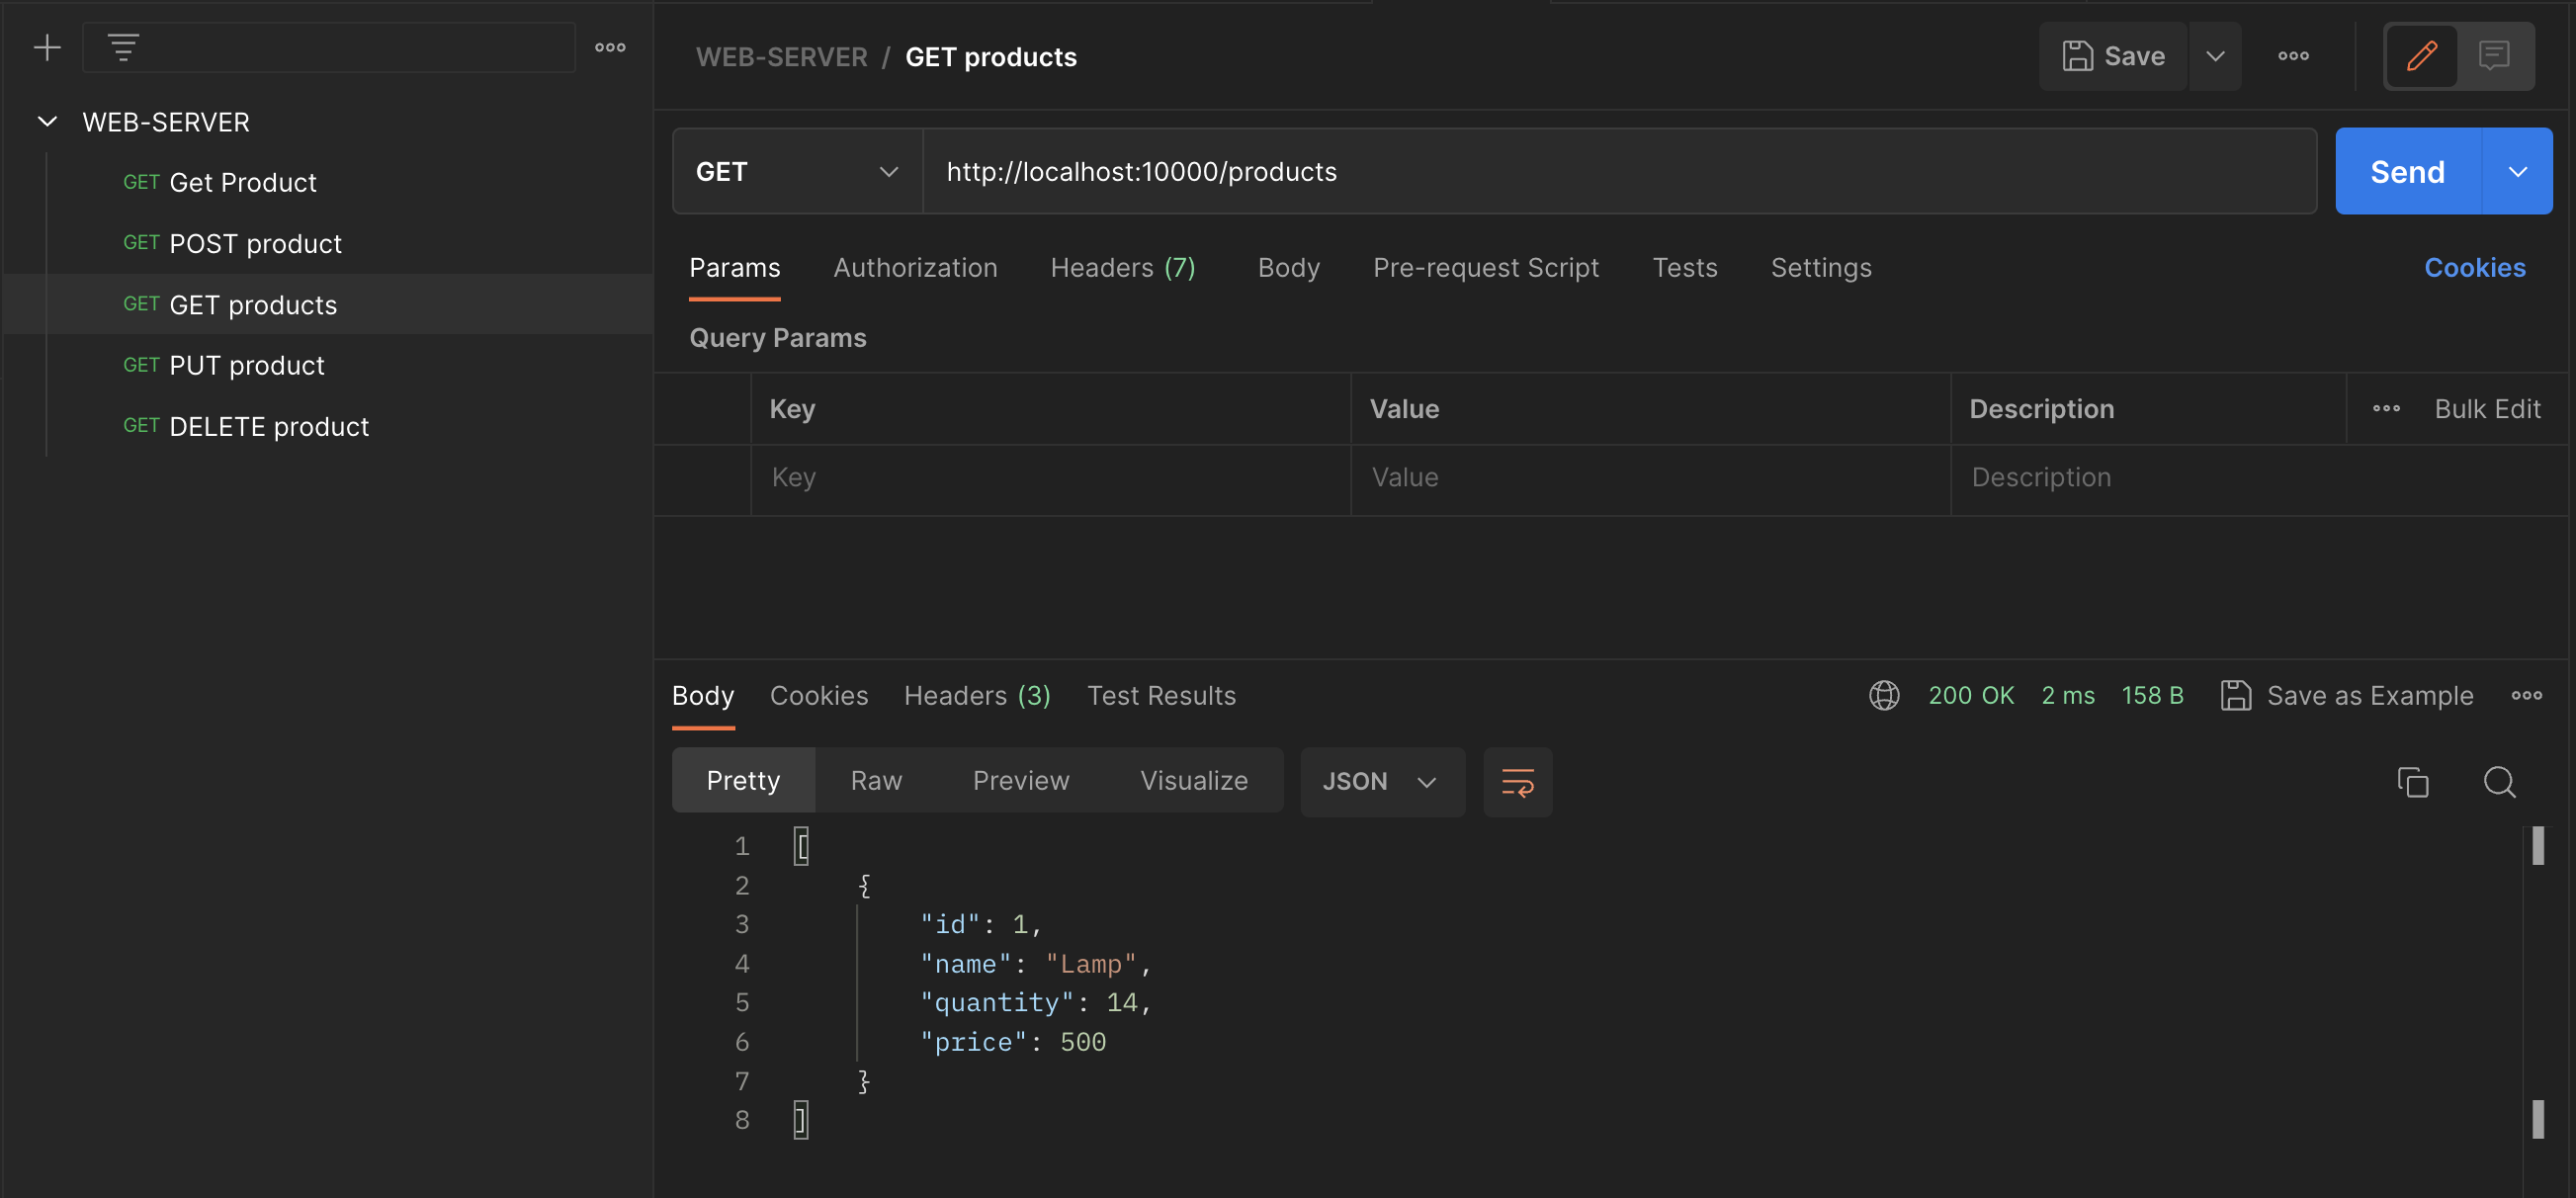 WEB-SERVER
GET Get Product
GET POST product
GET GET products
GET PUT product
GET DELETE product
WEB-SERVER / GET products
Save
GET http://localhost:10000/products Send
Params Authorization Headers (7) Body Pre-request Script Tests Settings Cookies
Query Params
Key Value Description Bulk Edit
Key Value Description
Body Cookies Headers (3) Test Results 200 OK 2 ms 158 B Save as Example
Pretty Raw Preview Visualize JSON
1 [
2 {
3 "id": 1,
4 "name": "Lamp",
5 "quantity": 14,
6 "price": 500
7 }
8 ]